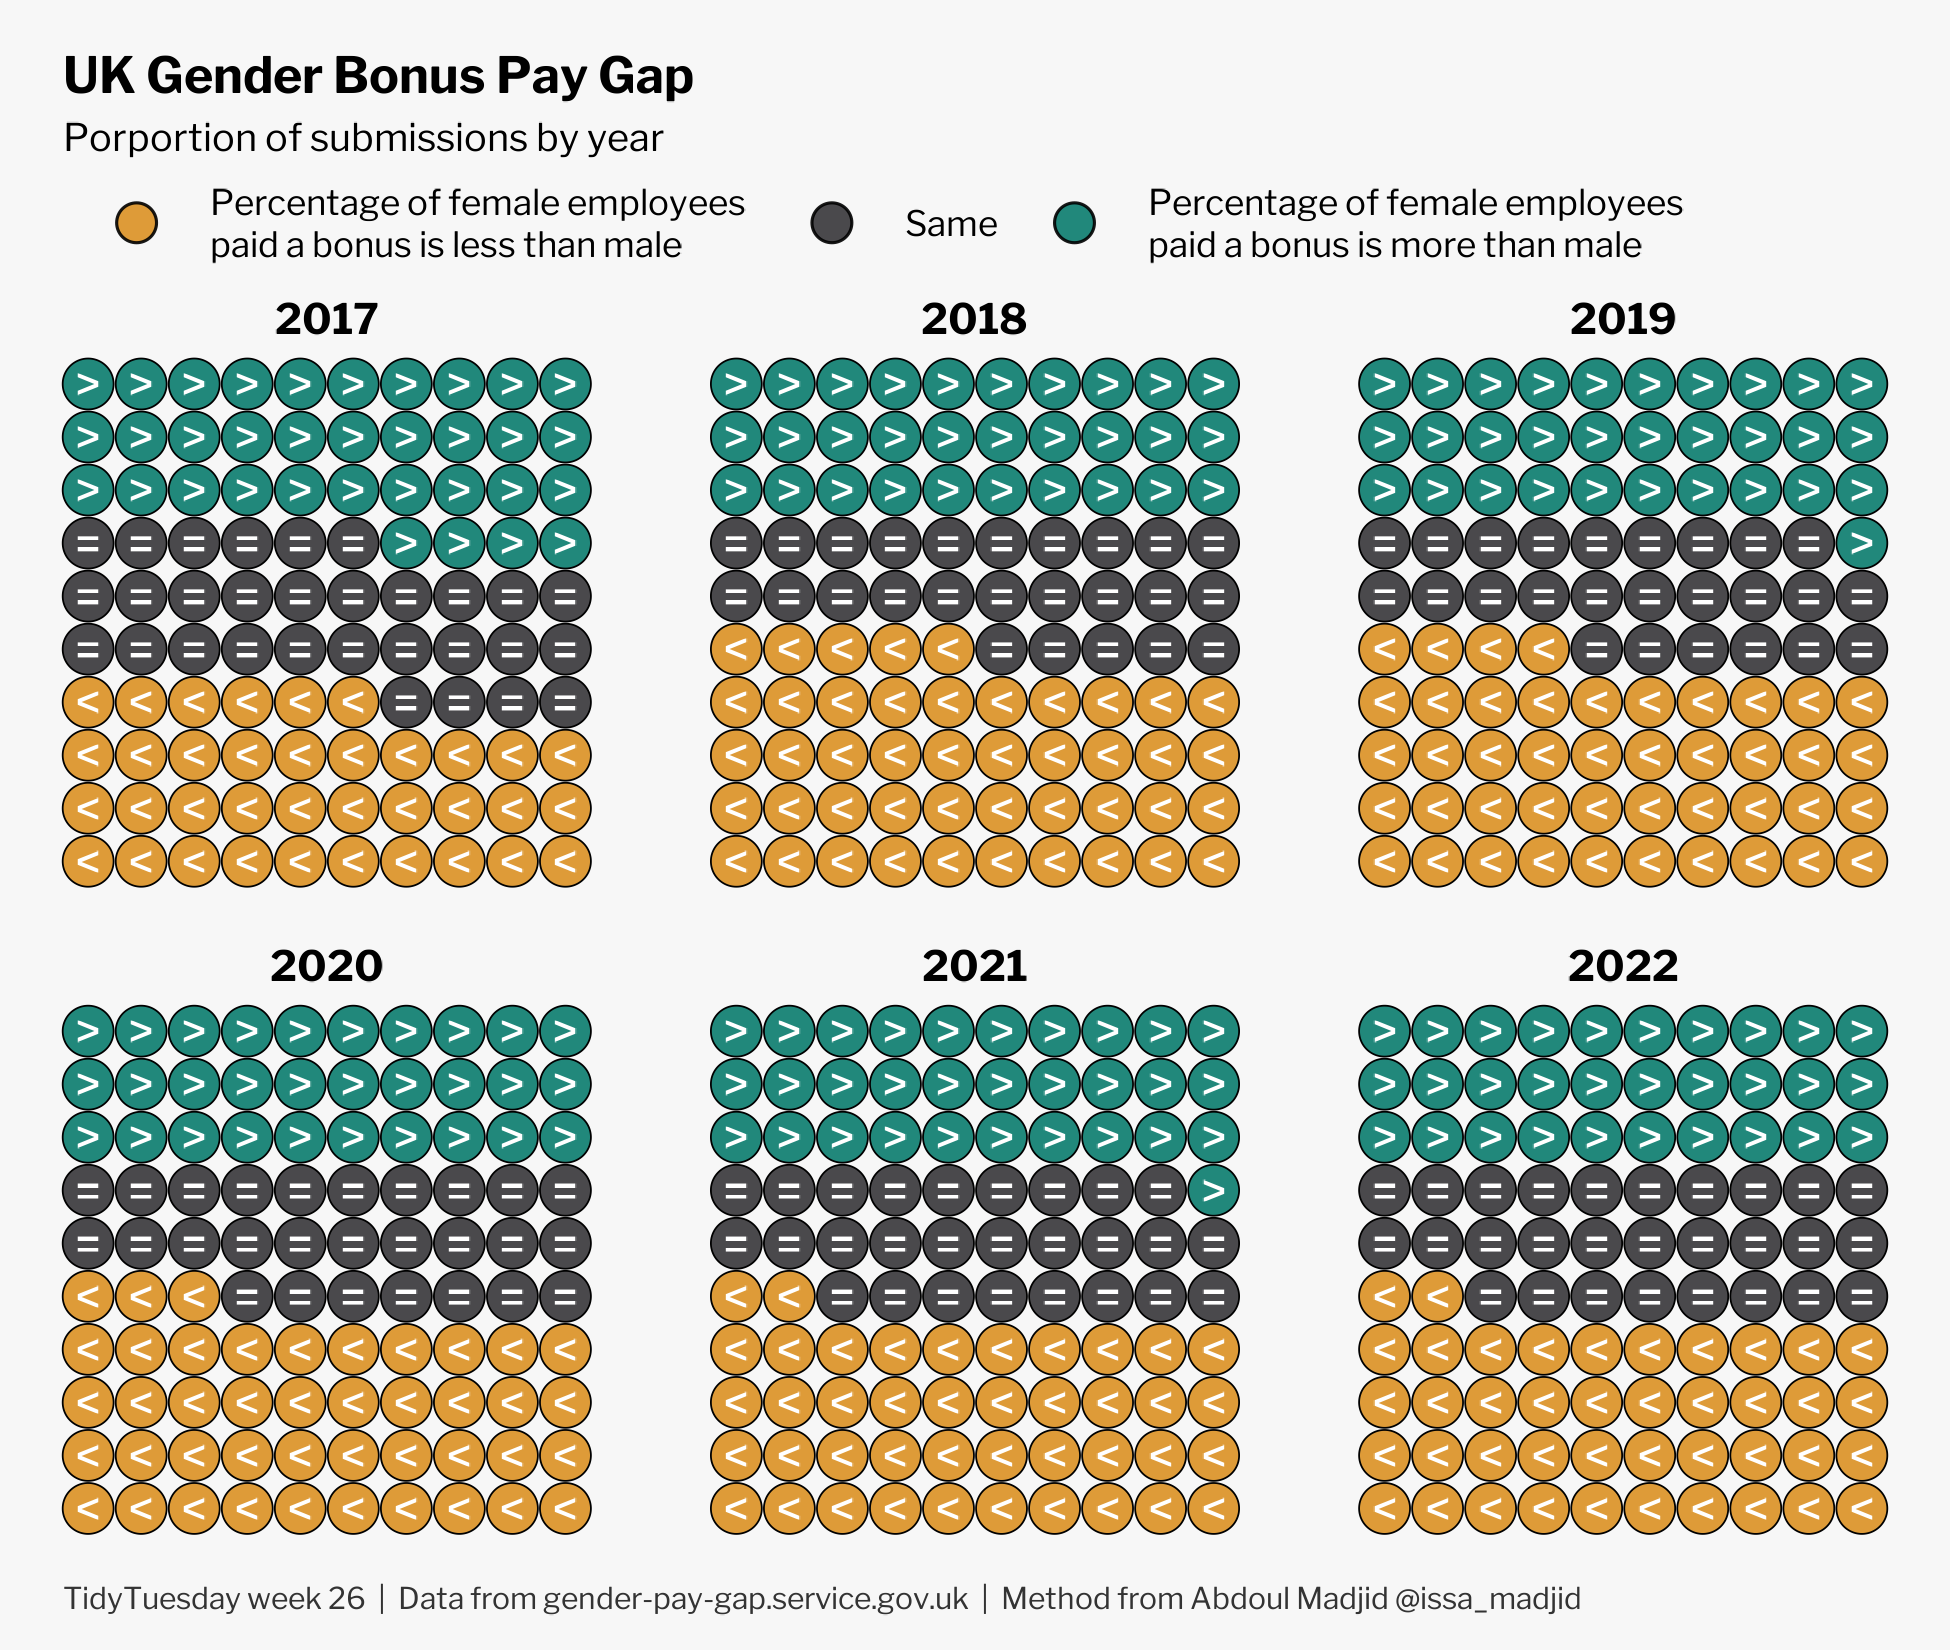 UK Gender Bonus Pay Gap
Porportion of submissions by year
Percentage of female employees
paid a bonus is less than male
Same
Percentage of female employees
paid a bonus is more than male
2017 2018 2019
> > > > > > > > > > > > > > > > > > > > > > > > > > > > > >
> > > > > > > > > > > > > > > > > > > > > > > > > > > > > >
> > > > > > > > > > > > > > > > > > > > > > > > > > > > > >
= = = = = = > > > > = = = = = = = = = = = = = = = = = = = >
= = = = = = = = = = = = = = = = = = = = = = = = = = = = = =
= = = = = = = = = = < < < < < = = = = = < < < < = = = = = =
< < < < < < = = = = < < < < < < < < < < < < < < < < < < < <
< < < < < < < < < < < < < < < < < < < < < < < < < < < < < <
< < < < < < < < < < < < < < < < < < < < < < < < < < < < < <
< < < < < < < < < < < < < < < < < < < < < < < < < < < < < <
2020 2021 2022
> > > > > > > > > > > > > > > > > > > > > > > > > > > > > >
> > > > > > > > > > > > > > > > > > > > > > > > > > > > > >
> > > > > > > > > > > > > > > > > > > > > > > > > > > > > >
= = = = = = = = = = = = = = = = = = = > = = = = = = = = = =
= = = = = = = = = = = = = = = = = = = = = = = = = = = = = =
< < < = = = = = = = < < = = = = = = = = < < = = = = = = = =
< < < < < < < < < < < < < < < < < < < < < < < < < < < < < <
< < < < < < < < < < < < < < < < < < < < < < < < < < < < < <
< < < < < < < < < < < < < < < < < < < < < < < < < < < < < <
< < < < < < < < < < < < < < < < < < < < < < < < < < < < < <
TidyTuesday week 26 | Data from gender-pay-gap.service.gov.uk | Method from Abdoul Madjid @issa_madjid